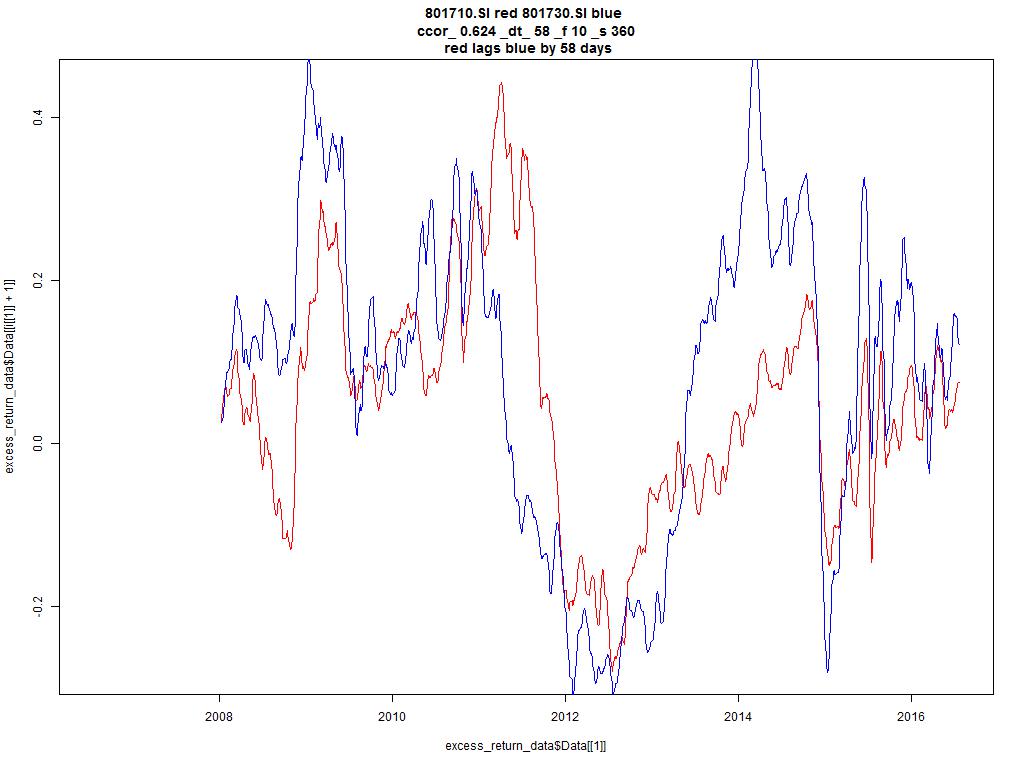 801710.SI red 801730.SI blue
ccor_ 0.624 _dt_ 58 _f 10 _s 360
red lags blue by 58 days
excess_return_data$Data[[i[[1]] + 1]]
0.4
0.2
0.0
-0.2
2008 2010 2012 2014 2016
excess_return_data$Data[[1]]